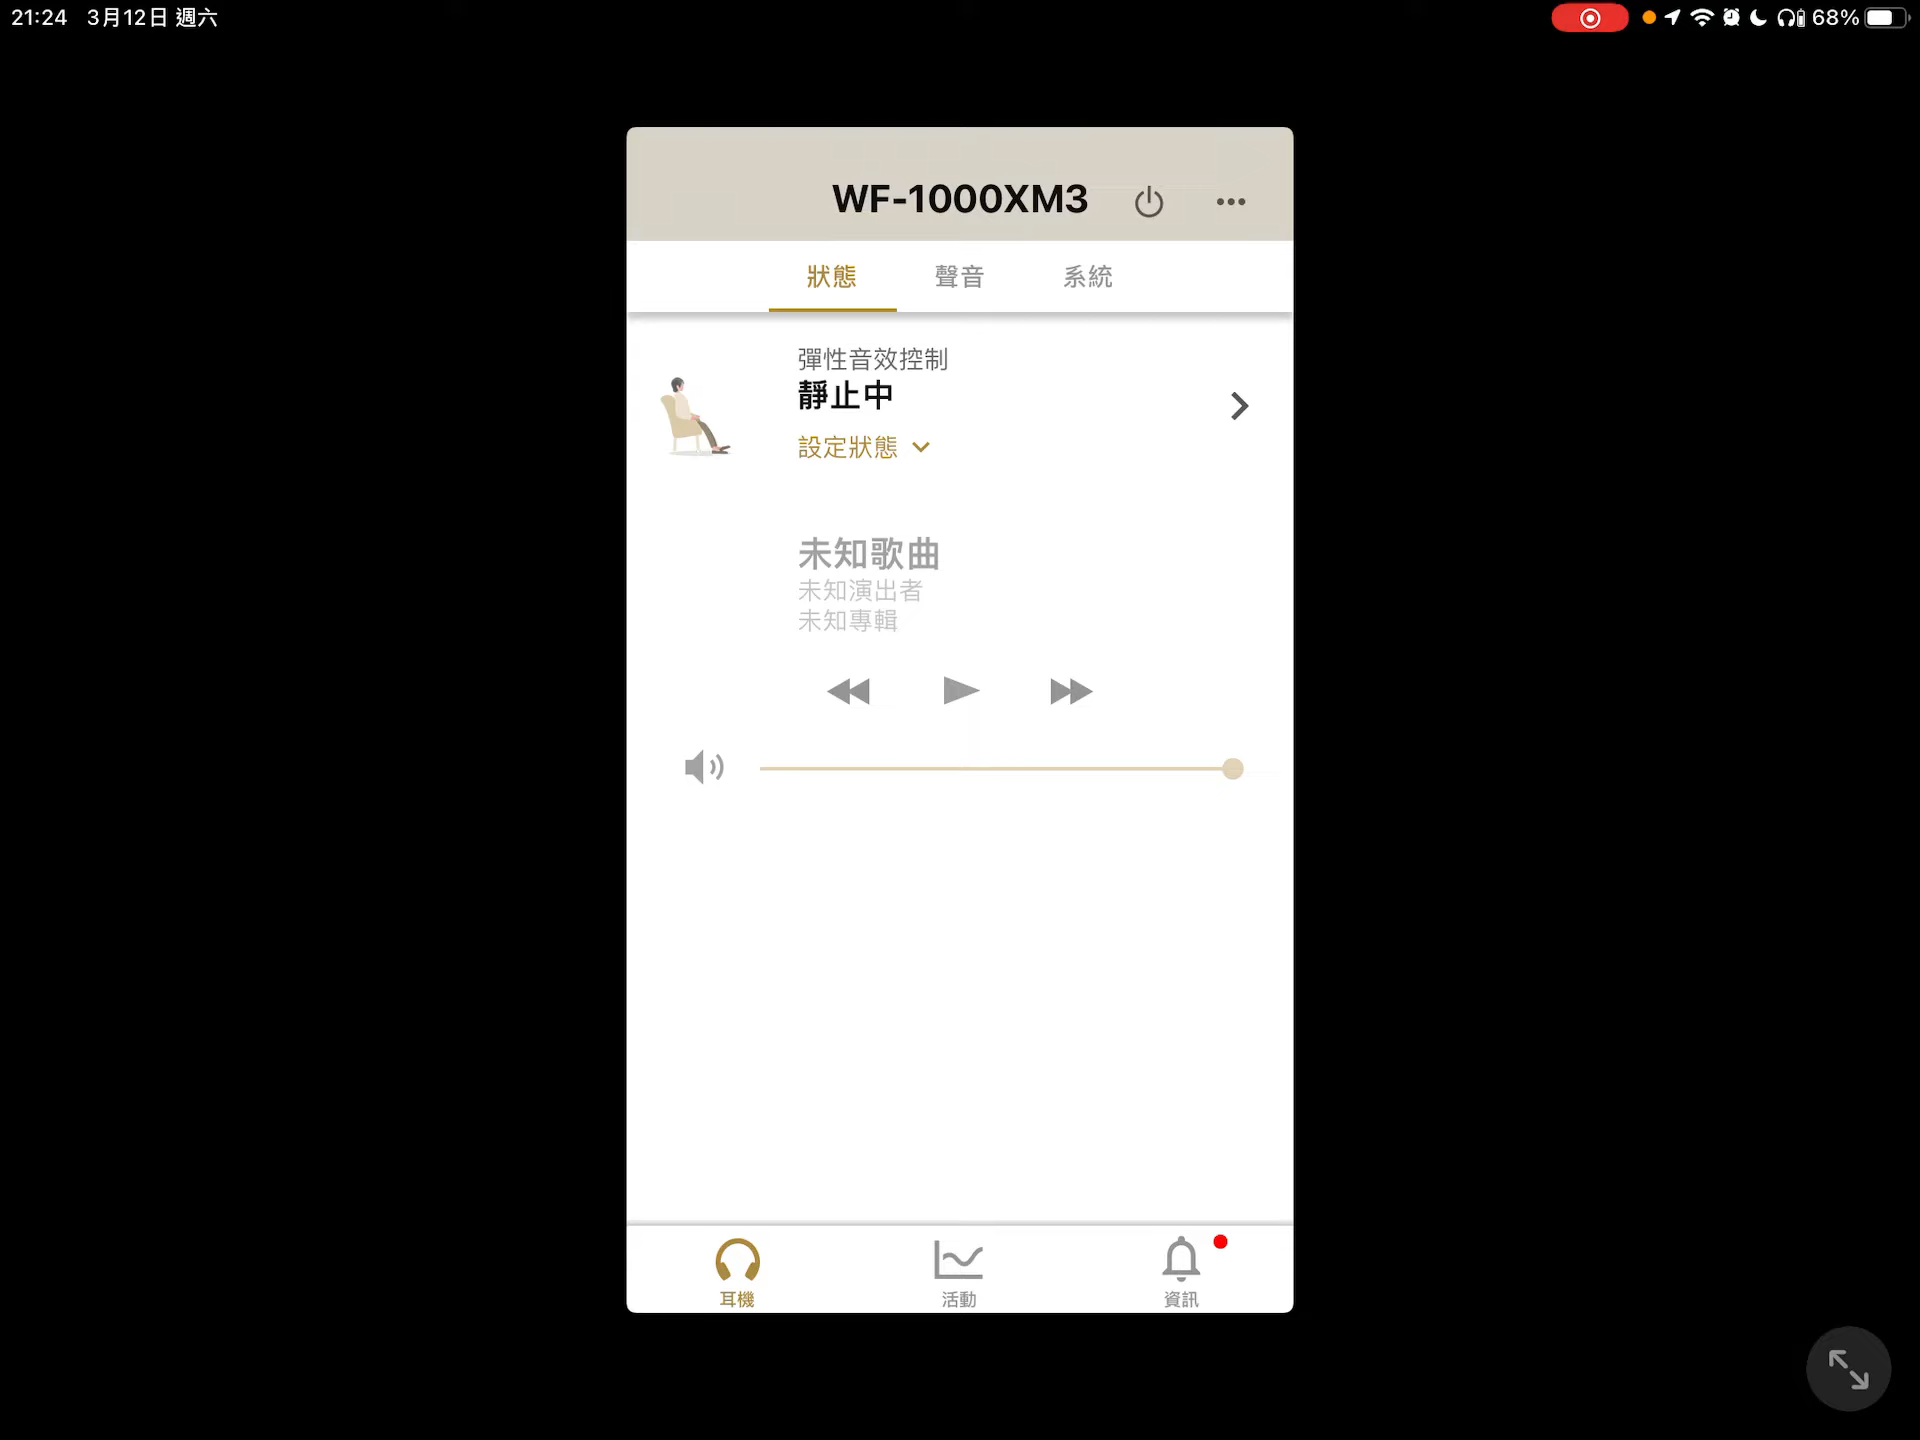 21:24 3月12日 週六
68%
WF-1000XM3
狀態 聲音 系統
彈性音效控制
靜止中
設定狀態
未知歌曲
未知演出者
未知專輯
耳機 活動 資訊